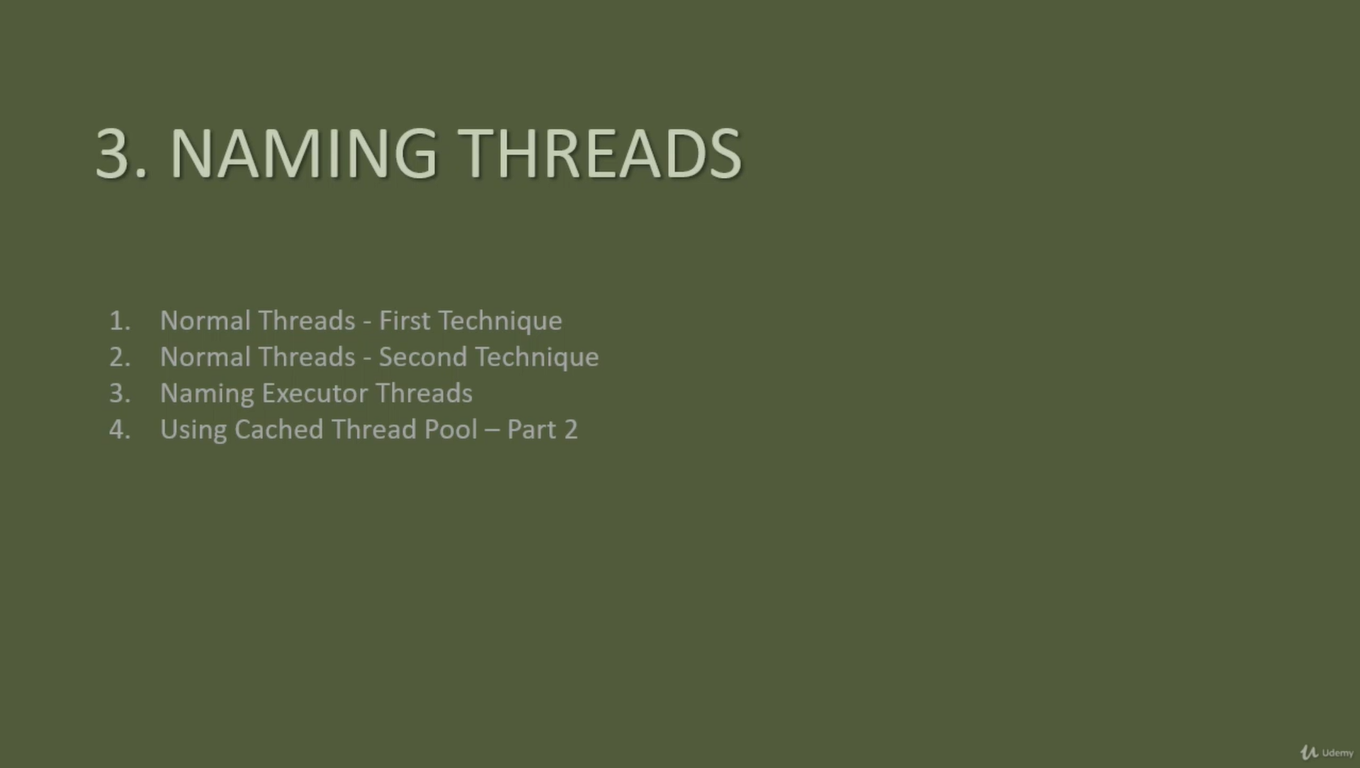 3. NAMING THREADS
1. Normal Threads - First Technique
2. Normal Threads - Second Technique
3. Naming Executor Threads
4. Using Cached Thread Pool – Part 2
Udemy